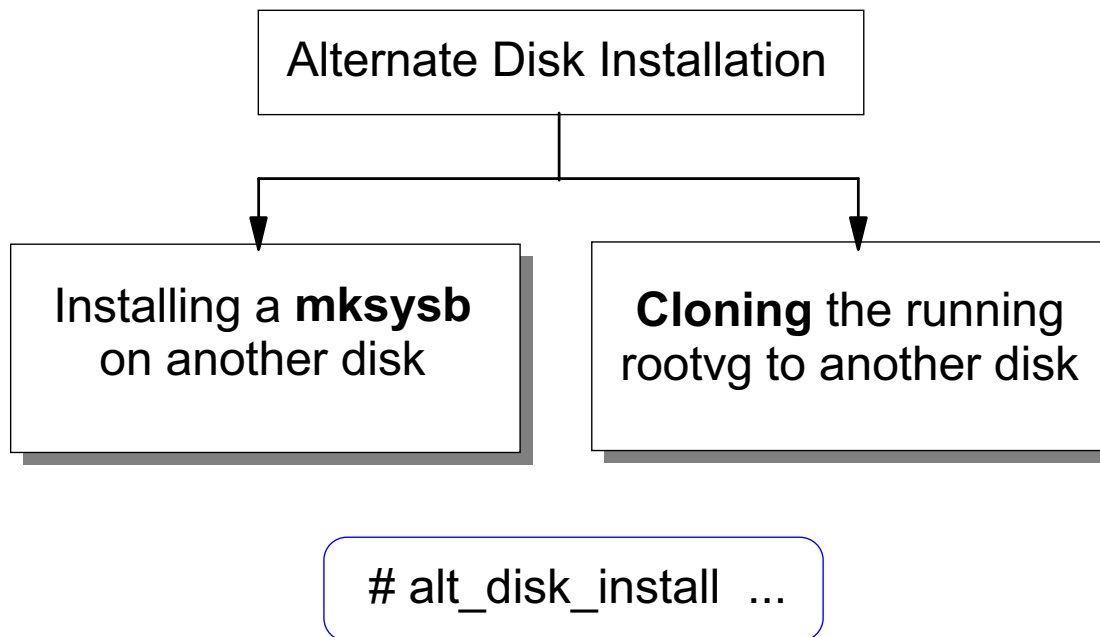 Alternate Disk Installation
Installing a mksysb
on another disk
Cloning the running
rootvg to another disk
# alt_disk_install ...